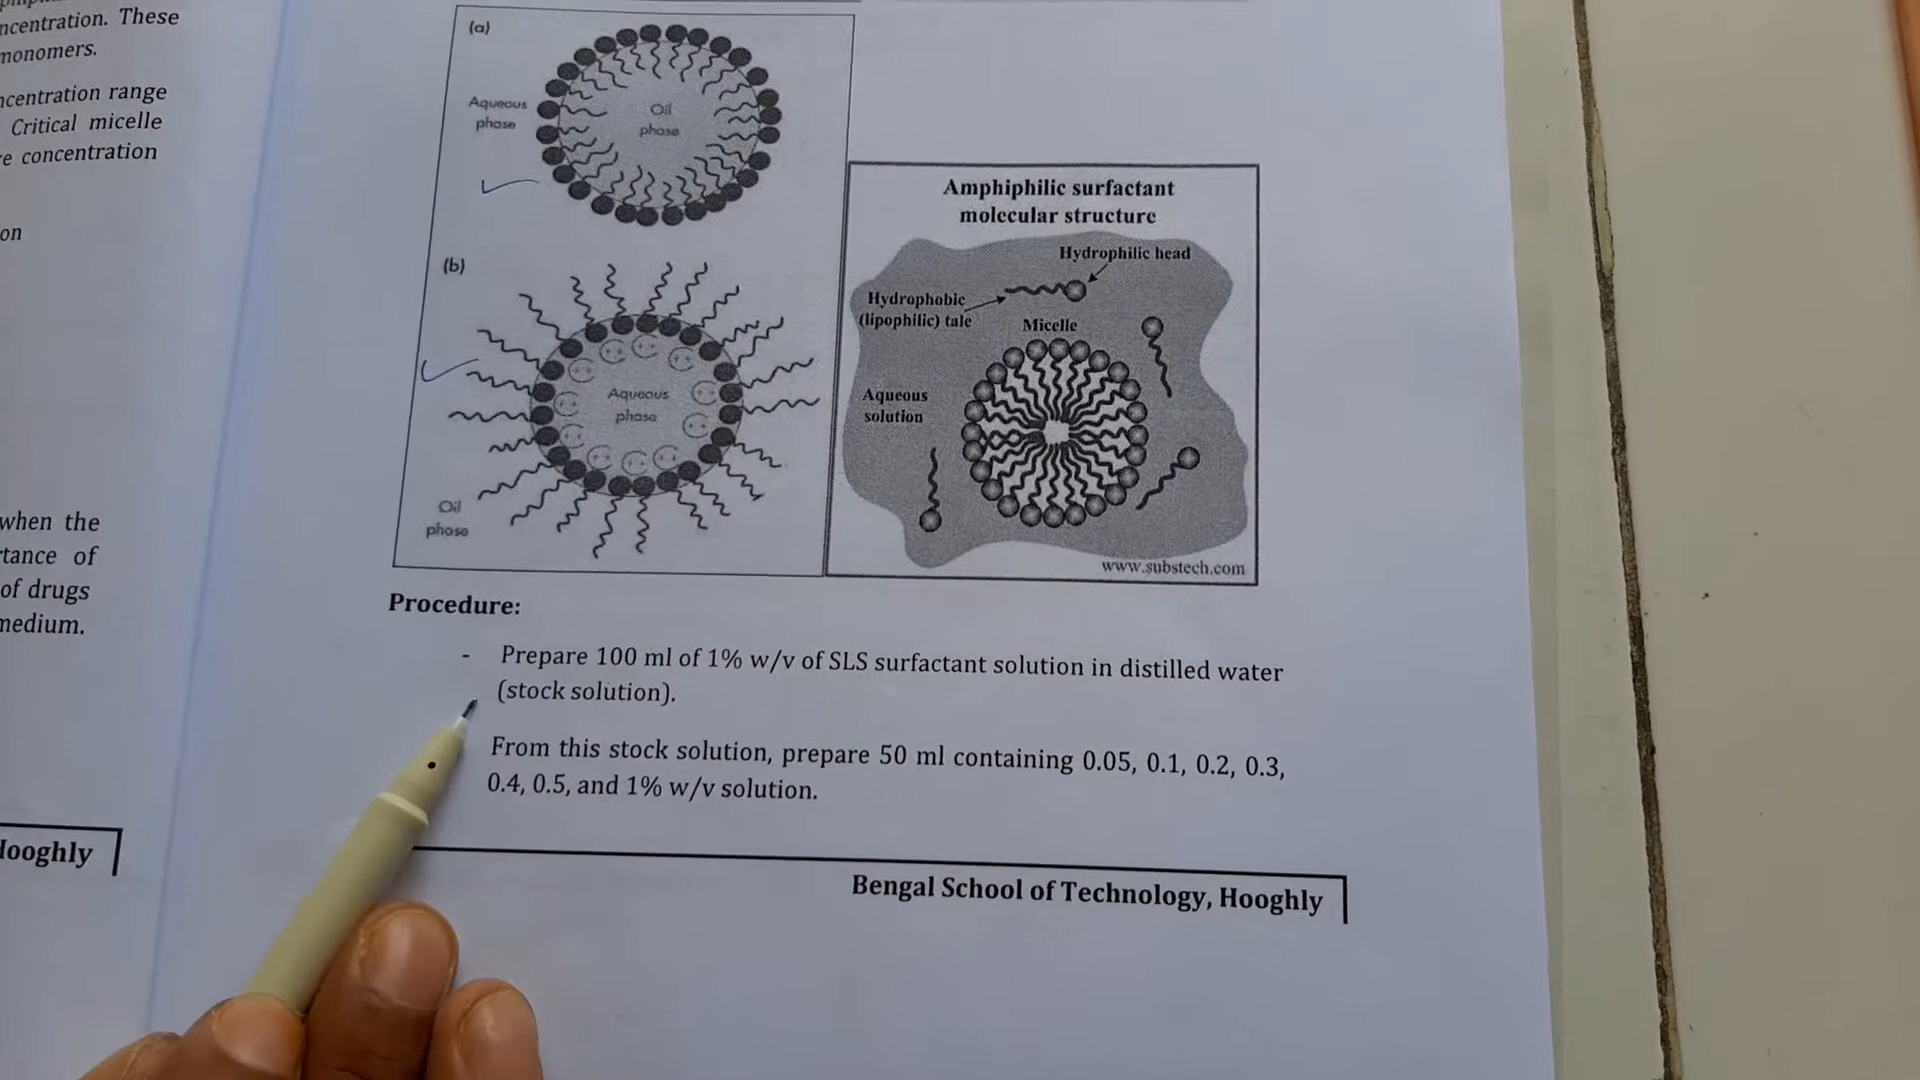 ncentration. These
monomers.
ncentration range
Critical micelle
e concentration
on
when the
tance of
of drugs
medium.
Hooghly
(a)
Aqueous
phase
Oil
phase
(b)
Aqueous
phase
Oil
phase
Amphiphilic surfactant
molecular structure
Hydrophilic head
Hydrophobic
(lipophilic) tale
Micelle
Aqueous
solution
www.substech.com
Procedure:
- Prepare 100 ml of 1% w/v of SLS surfactant solution in distilled water
(stock solution).
From this stock solution, prepare 50 ml containing 0.05, 0.1, 0.2, 0.3,
0.4, 0.5, and 1% w/v solution.
Bengal School of Technology, Hooghly